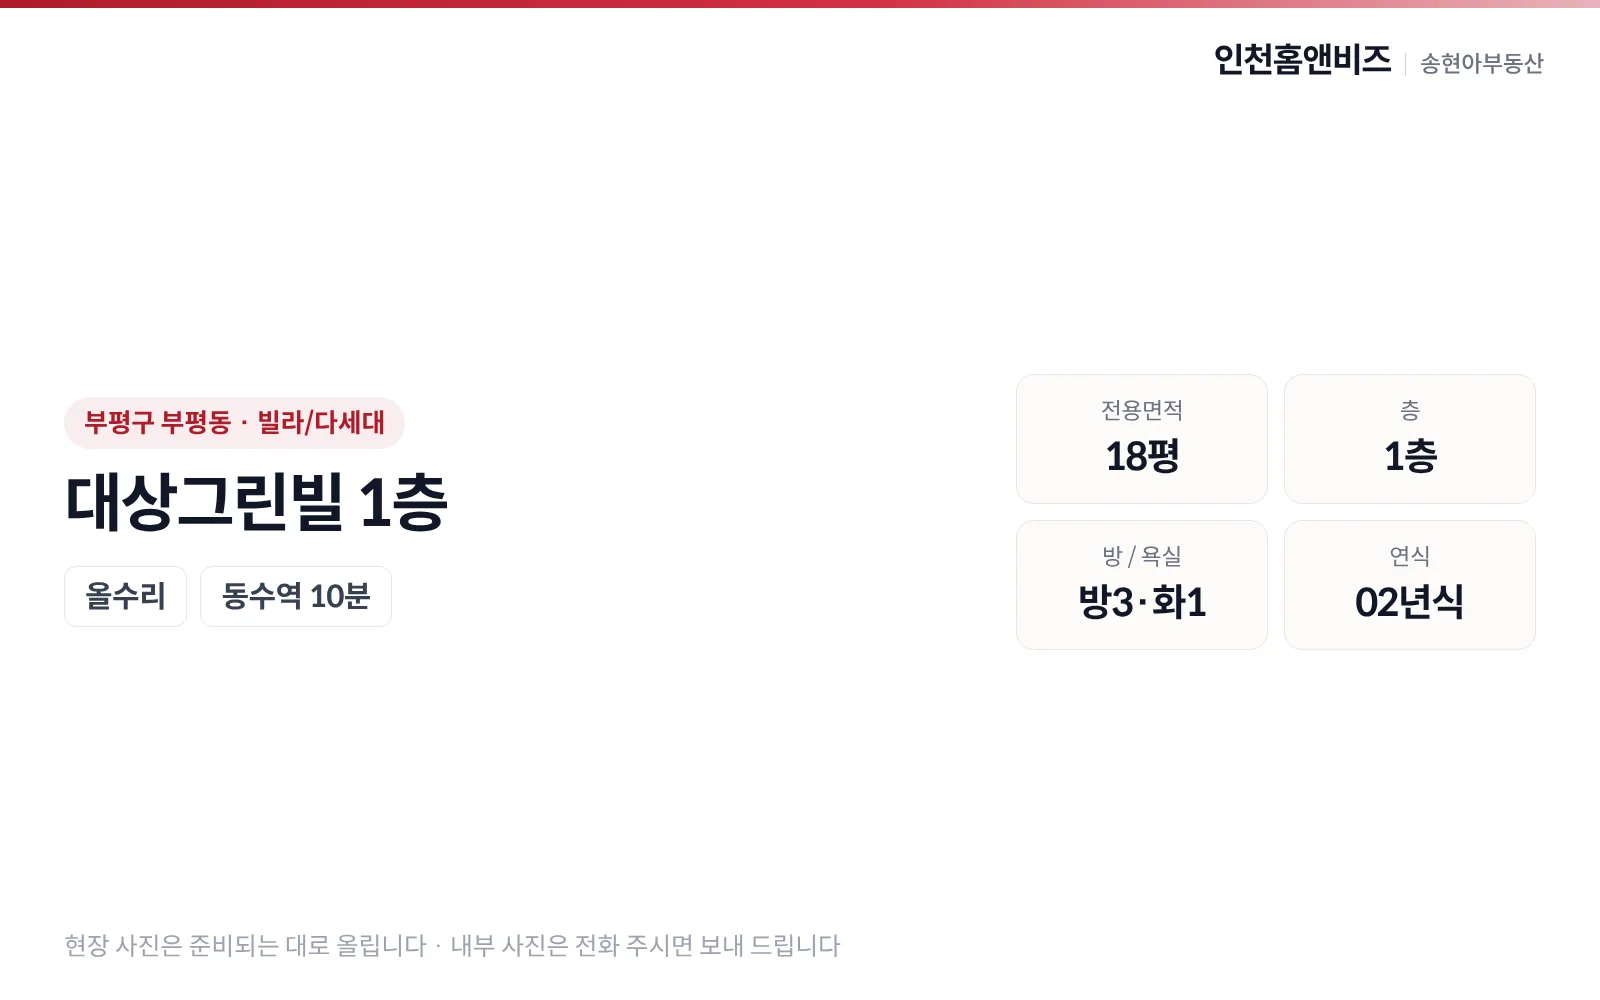 인천홈앤비즈 | 송현아부동산
부평구 부평동 · 빌라/다세대
대상그린빌 1층
올수리
동수역 10분
전용면적
18평
층
1층
방 / 욕실
방3·화1
연식
02년식
현장 사진은 준비되는 대로 올립니다 · 내부 사진은 전화 주시면 보내 드립니다